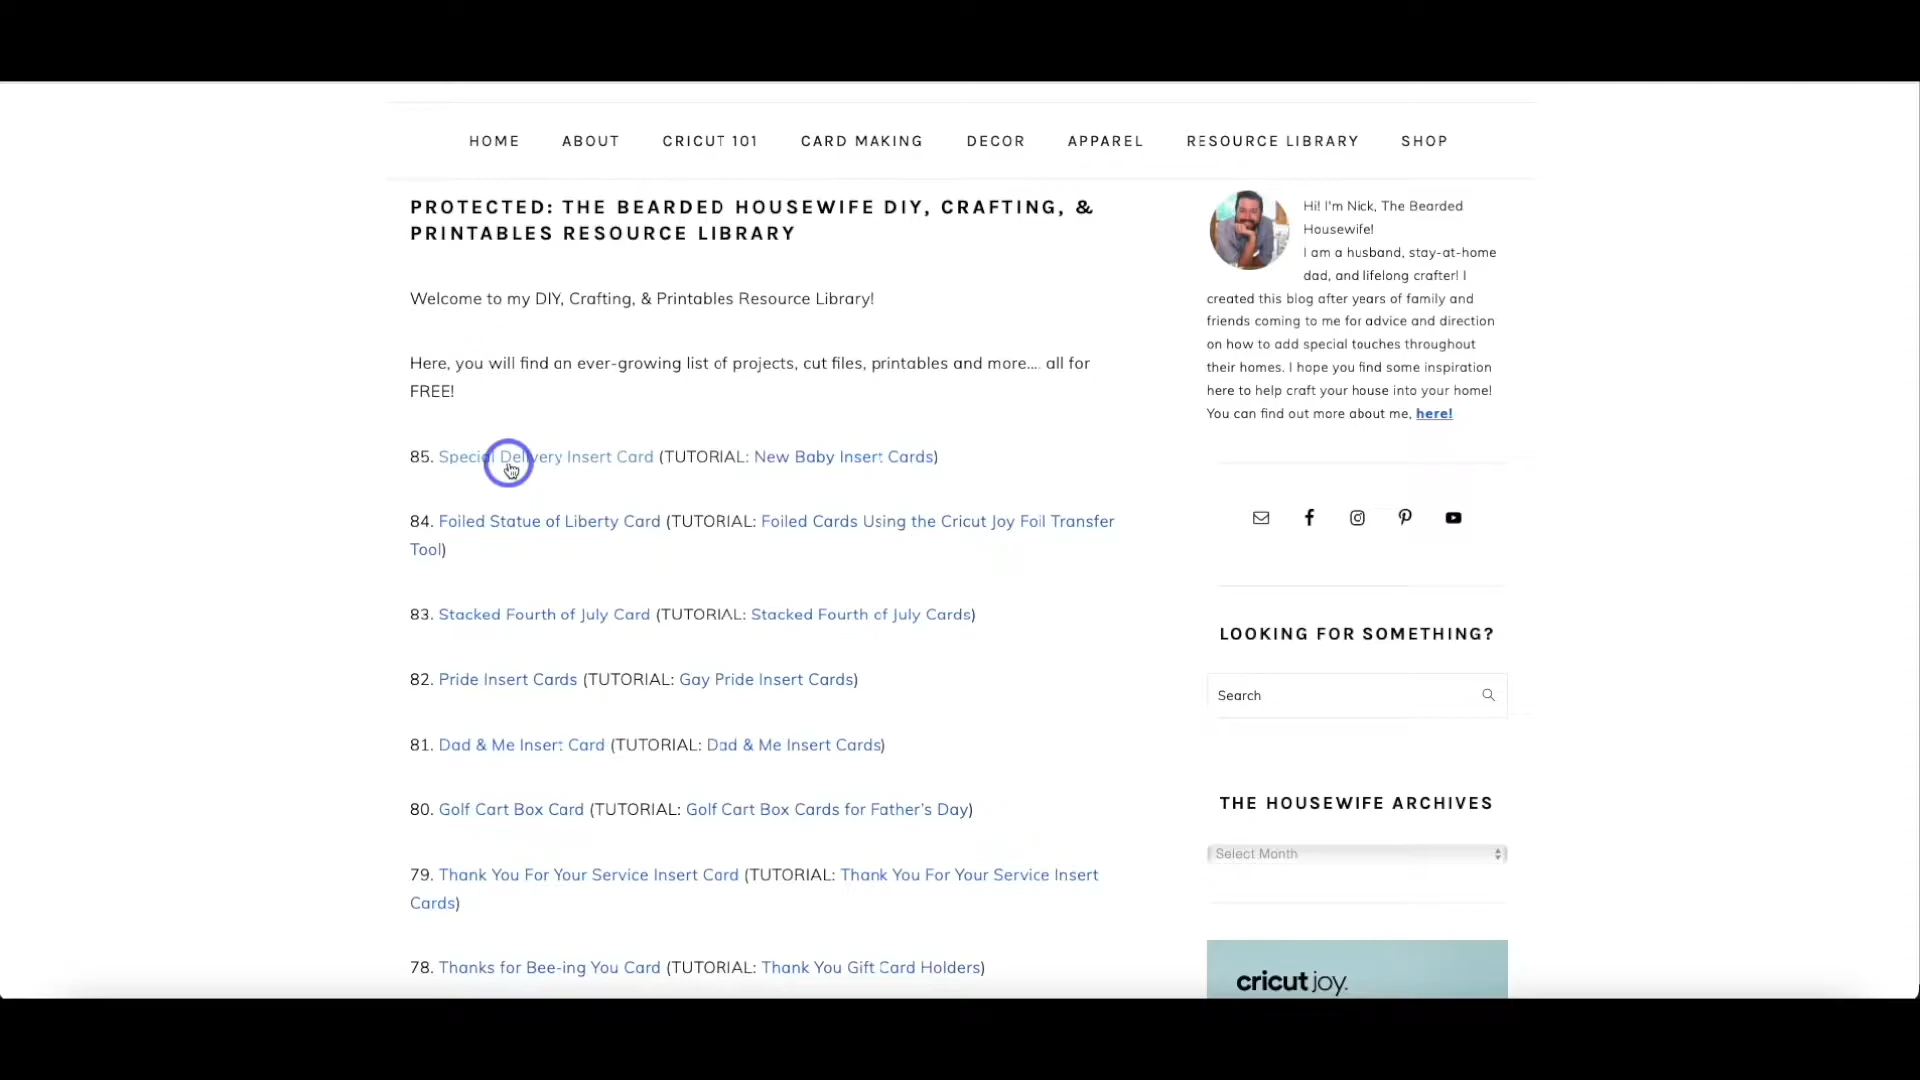 HOME ABOUT CRICUT 101 CARD MAKING DECOR APPAREL RESOURCE LIBRARY SHOP
PROTECTED: THE BEARDED HOUSEWIFE DIY, CRAFTING, &
PRINTABLES RESOURCE LIBRARY
Welcome to my DIY, Crafting, & Printables Resource Library!
Here, you will find an ever-growing list of projects, cut files, printables and more.... all for
FREE!
85. Special Delivery Insert Card (TUTORIAL: New Baby Insert Cards)
84. Foiled Statue of Liberty Card (TUTORIAL: Foiled Cards Using the Cricut Joy Foil Transfer
Tool)
83. Stacked Fourth of July Card (TUTORIAL: Stacked Fourth of July Cards)
82. Pride Insert Cards (TUTORIAL: Gay Pride Insert Cards)
81. Dad & Me Insert Card (TUTORIAL: Dad & Me Insert Cards)
80. Golf Cart Box Card (TUTORIAL: Golf Cart Box Cards for Father's Day)
79. Thank You For Your Service Insert Card (TUTORIAL: Thank You For Your Service Insert
Cards)
78. Thanks for Bee-ing You Card (TUTORIAL: Thank You Gift Card Holders)
Hi! I'm Nick, The Bearded
Housewife!
I am a husband, stay-at-home
dad, and lifelong crafter! I
created this blog after years of family and
friends coming to me for advice and direction
on how to add special touches throughout
their homes. I hope you find some inspiration
here to help craft your house into your home!
You can find out more about me, here!
LOOKING FOR SOMETHING?
Search
THE HOUSEWIFE ARCHIVES
Select Month
cricut joy.